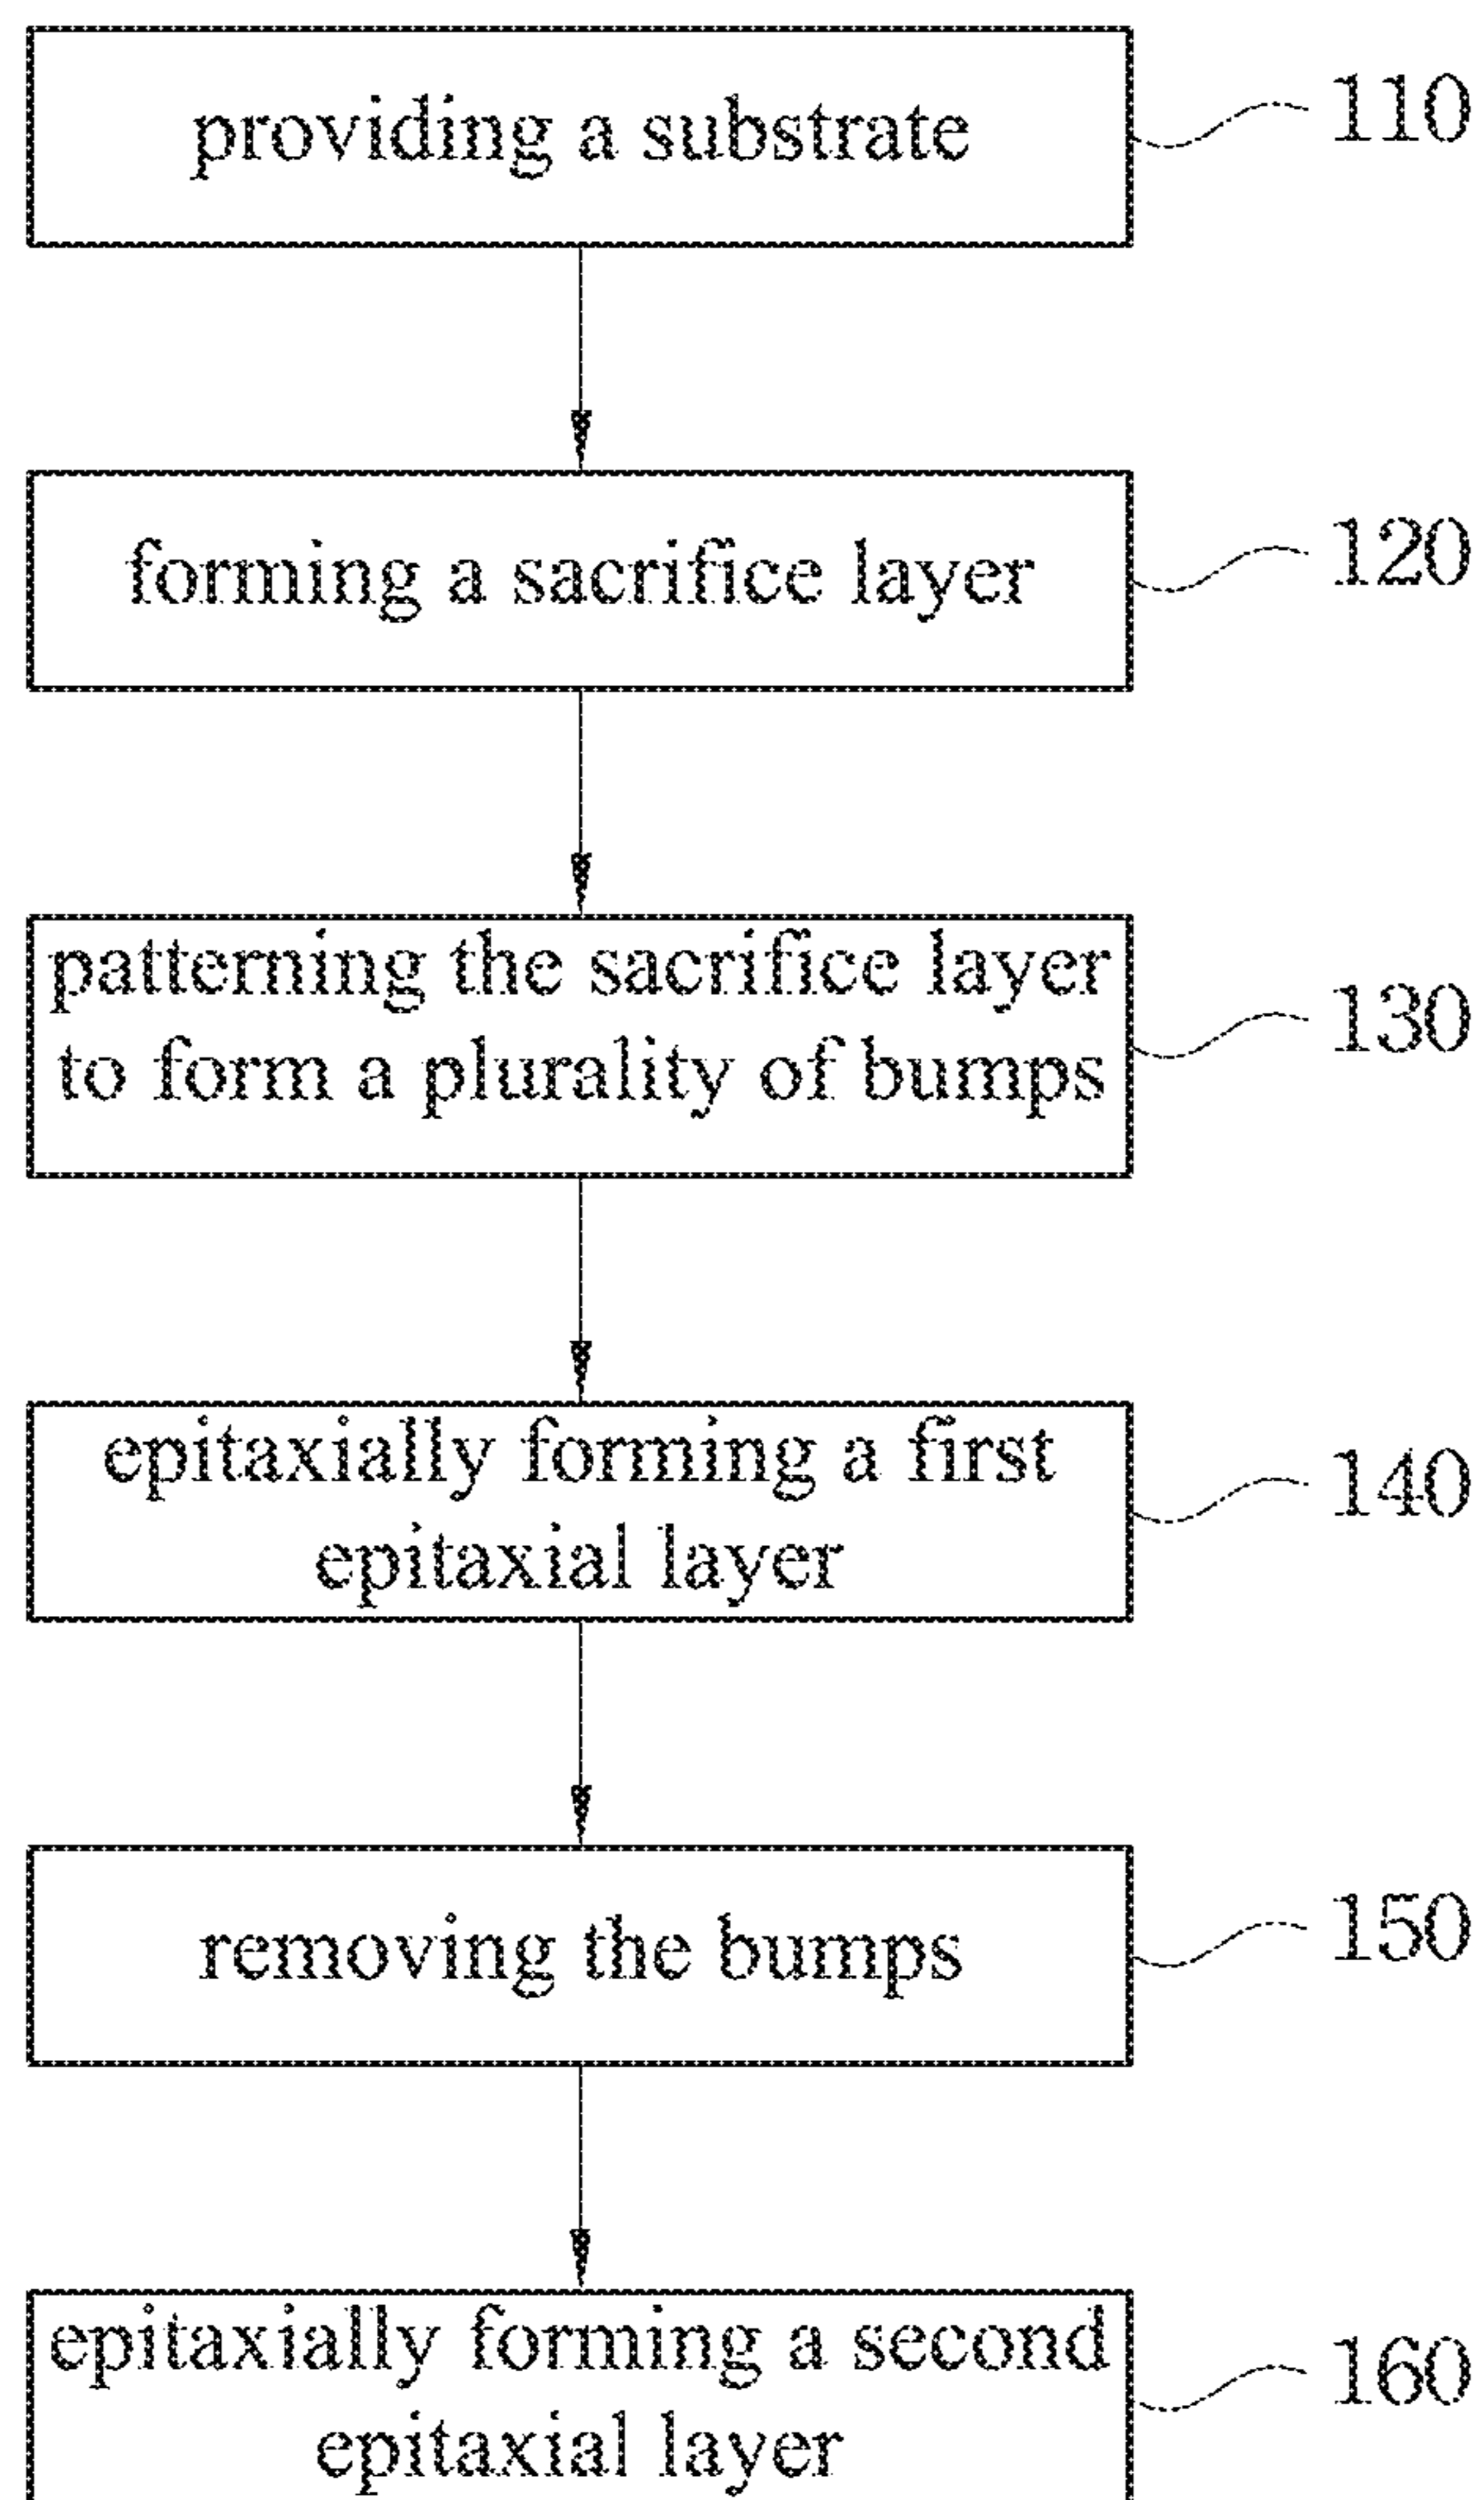 providing a substrate
110
forming a sacrifice layer
120
patterning the sacrifice layer
to form a plurality of bumps
130
epitaxially forming a first
epitaxial layer
140
removing the bumps
150
epitaxially forming a second
epitaxial layer
160